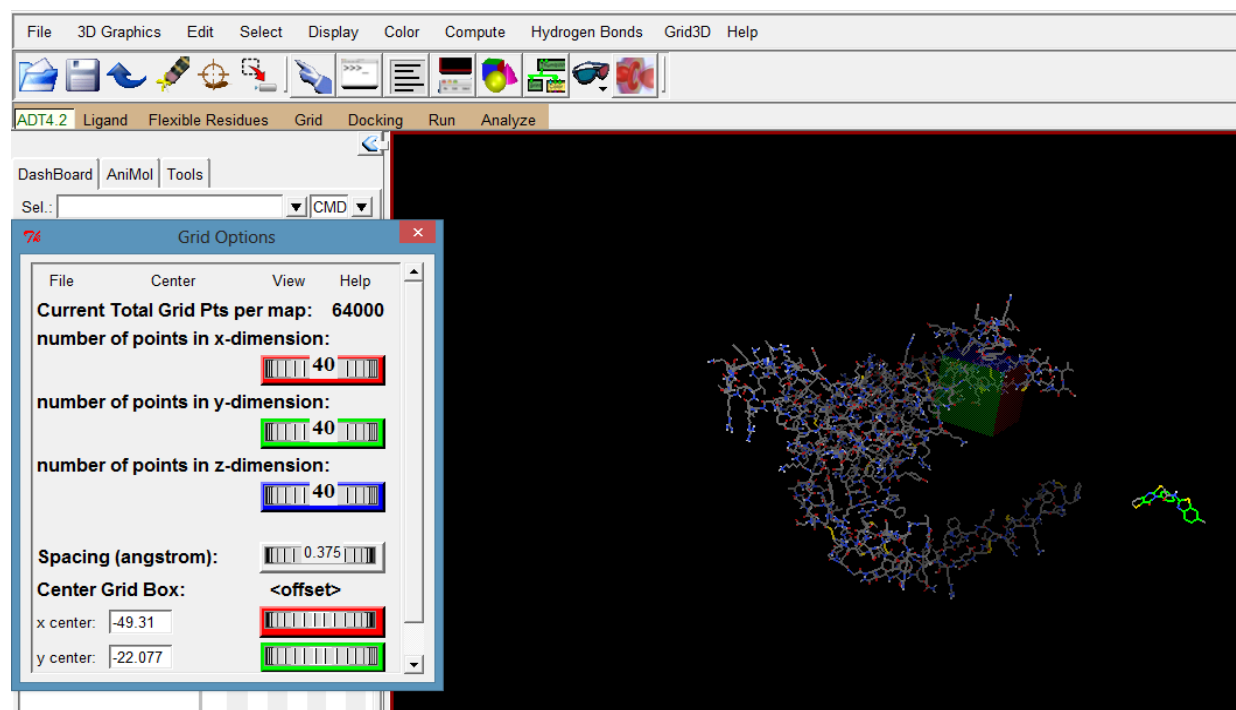 File 3D Graphics Edit Select Display Color Compute Hydrogen Bonds Grid3D Help
>>>_
ADT4.2 Ligand Flexible Residues Grid Docking Run Analyze
DashBoard AniMol Tools
Sel.: CMD
Grid Options
File Center View Help
Current Total Grid Pts per map: 64000
number of points in x-dimension:
40
number of points in y-dimension:
40
number of points in z-dimension:
40
Spacing (angstrom): 0.375
Center Grid Box: <offset>
x center: -49.31
y center: -22.077